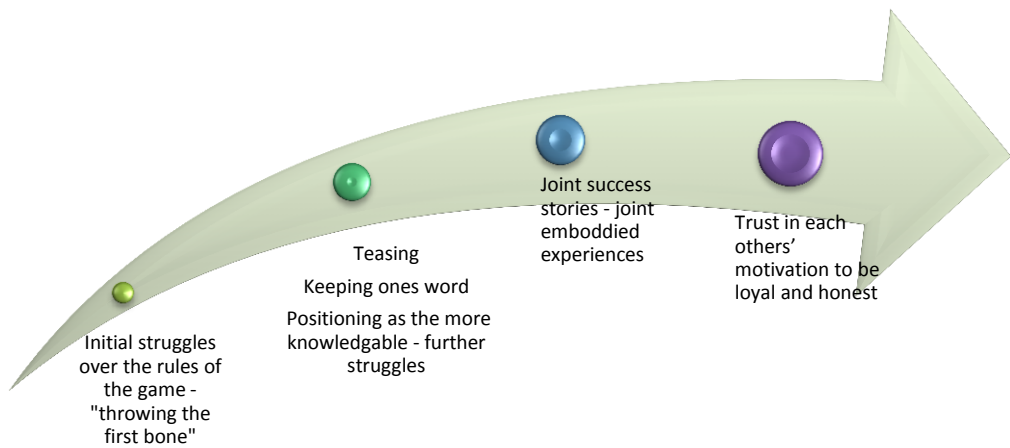 Initial struggles
over the rules of
the game -
"throwing the
first bone"
Teasing
Keeping ones word
Positioning as the more
knowledgable - further
struggles
Joint success
stories - joint
emboddied
experiences
Trust in each
others’
motivation to be
loyal and honest